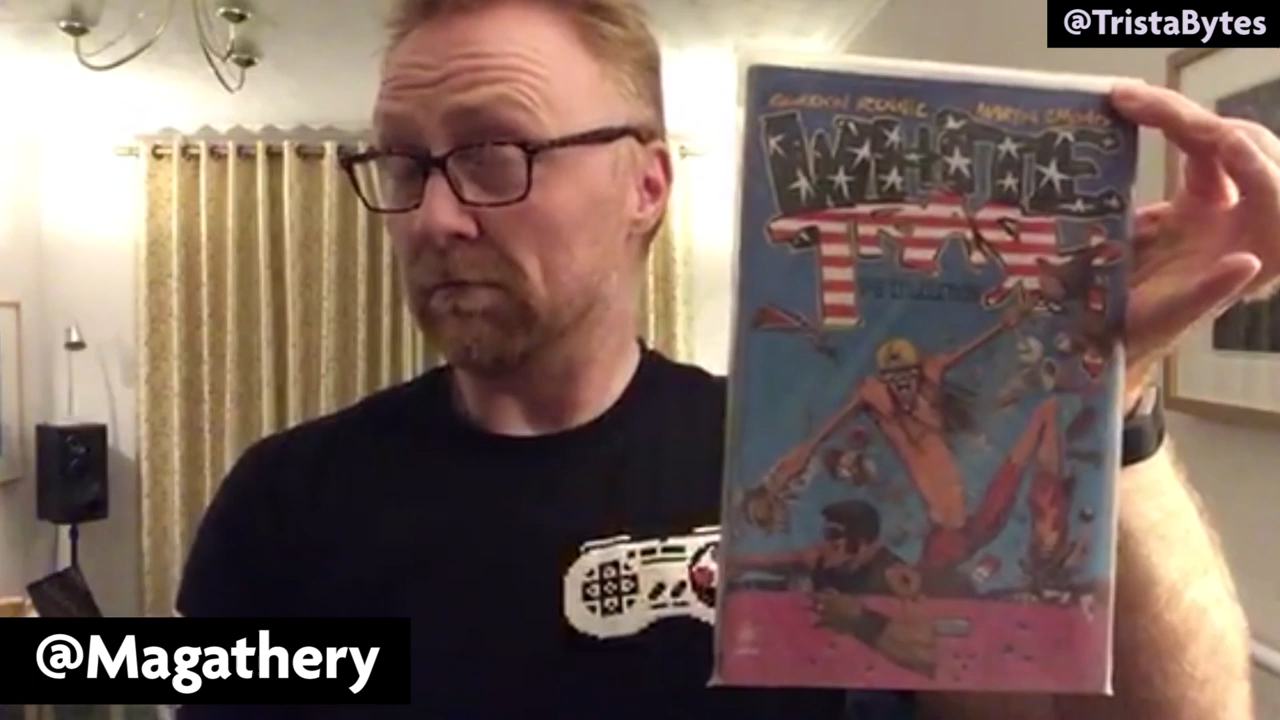 @TristaBytes
GORDON RENNIE MARTIN EMOND
WHITE
TRASH
@Magathery